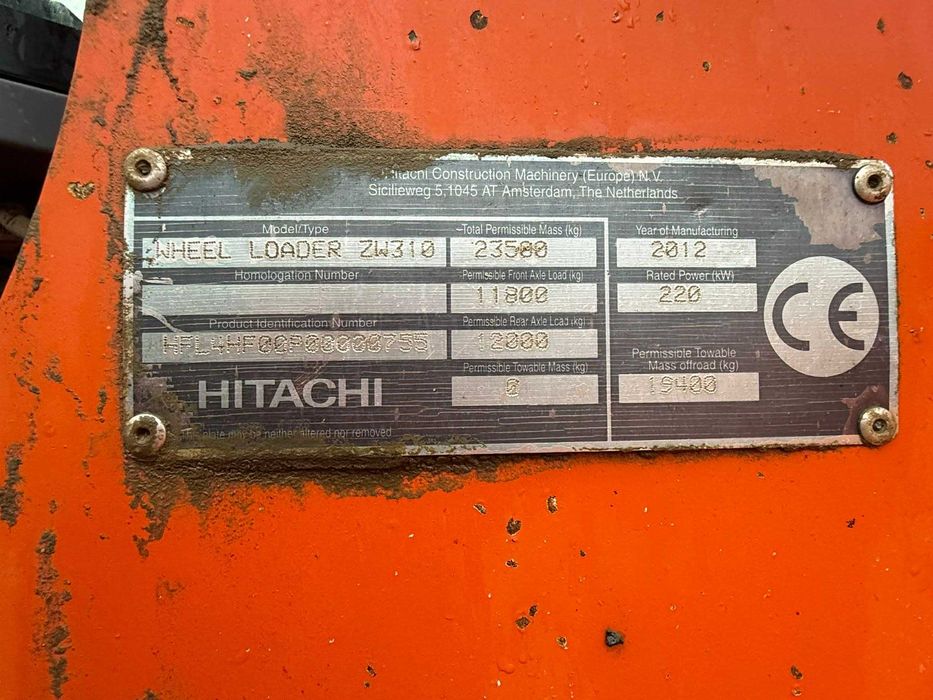 Hitachi Construction Machinery (Europe) N.V.
Sicilieweg 5,1045 AT Amsterdam, The Netherlands
Model/Type
WHEEL LOADER ZW310
Homologation Number
Product Identification Number
HFL4HF00P00000755
HITACHI
This plate may be neither altered nor removed
Total Permissible Mass (kg)
23500
Permissible Front Axle Load (kg)
11800
Permissible Rear Axle Load (kg)
12000
Permissible Towable Mass (kg)
0
Year of Manufacturing
2012
Rated Power (kW)
220
Permissible Towable
Mass offroad (kg)
19400
CE